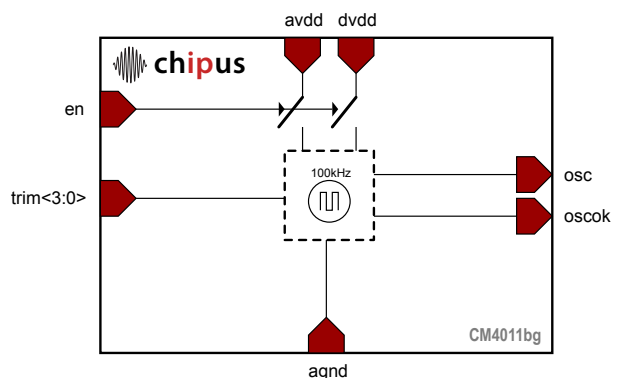 avdd dvdd
chipus
en
100kHz
trim<3:0>
osc
oscok
CM4011bg
agnd